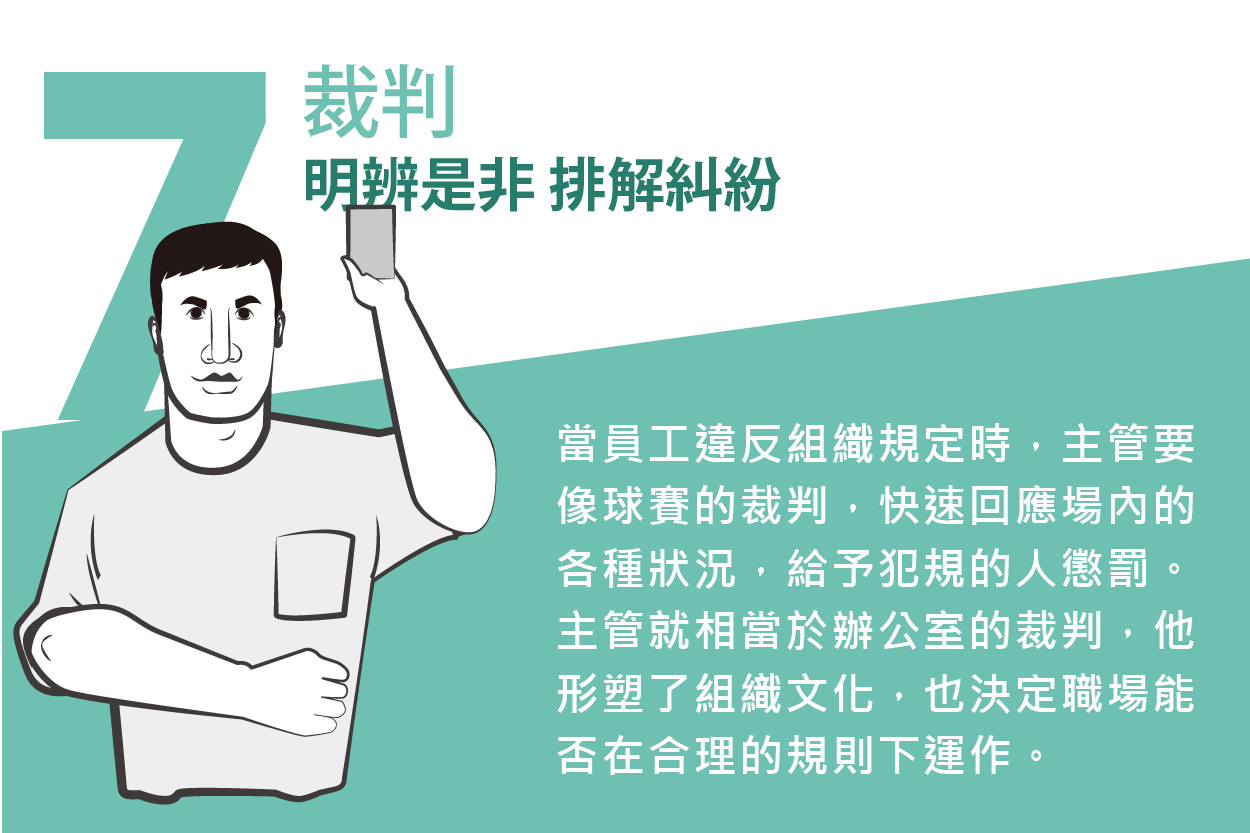 7
裁判
明辨是非 排解糾紛
當員工違反組織規定時，主管要
像球賽的裁判，快速回應場內的
各種狀況，給予犯規的人懲罰。
主管就相當於辦公室的裁判，他
形塑了組織文化，也決定職場能
否在合理的規則下運作。